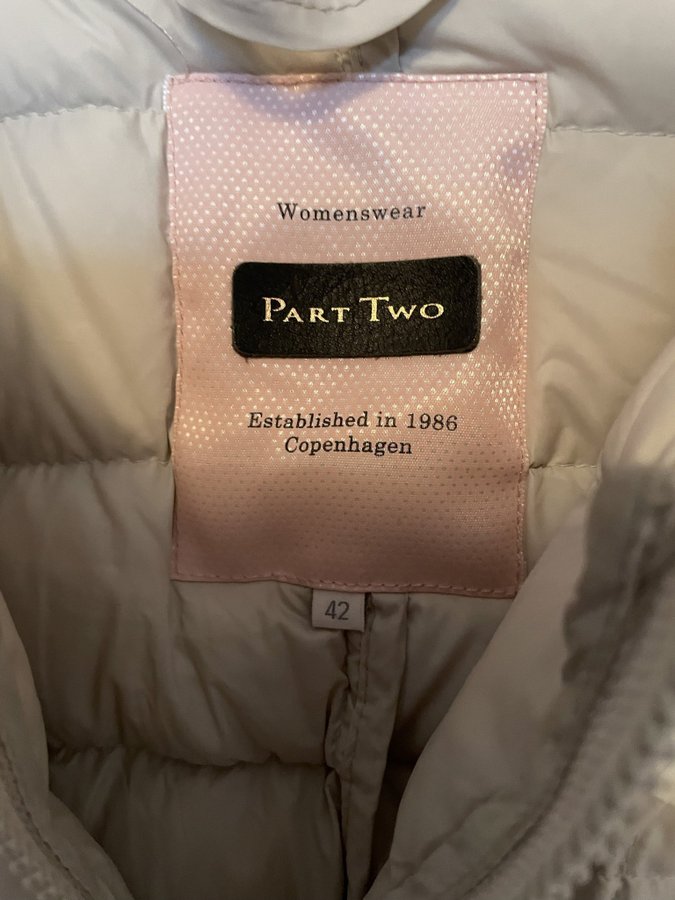 Womenswear
PART TWO
Established in 1986
Copenhagen
42